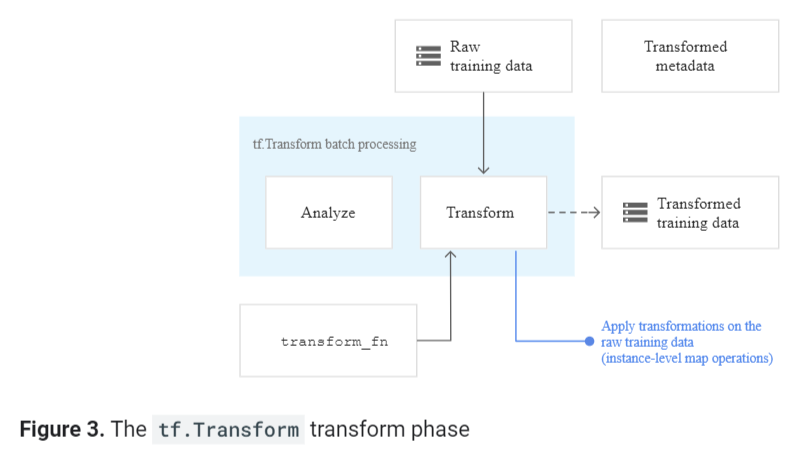 Raw
training data
Transformed
metadata
tf.Transform batch processing
Analyze
Transform
Transformed
training data
transform_fn
Apply transformations on the
raw training data
(instance-level map operations)
Figure 3. The tf.Transform transform phase